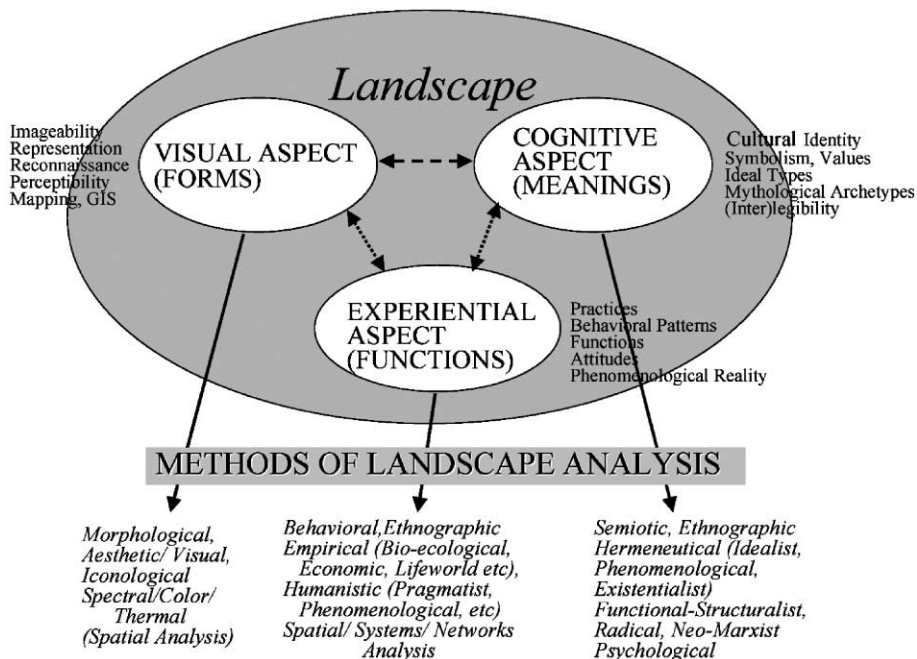 Landscape
Imageability
Representation
Reconnaissance
Perceptibility
Mapping, GIS
VISUAL ASPECT
(FORMS)
COGNITIVE
ASPECT
(MEANINGS)
Cultural Identity
Symbolism, Values
Ideal Types
Mythological Archetypes
(Inter)legibility
EXPERIENTIAL
ASPECT
(FUNCTIONS)
Practices
Behavioral Patterns
Functions
Attitudes
Phenomenological Reality
METHODS OF LANDSCAPE ANALYSIS
Morphological,
Aesthetic/ Visual,
Iconological
Spectral/Color/
Thermal
(Spatial Analysis)
Behavioral,Ethnographic
Empirical (Bio-ecological,
Economic, Lifeworld etc),
Humanistic (Pragmatist,
Phenomenological, etc)
Spatial/ Systems/ Networks
Analysis
Semiotic, Ethnographic
Hermeneutical (Idealist,
Phenomenological,
Existentialist)
Functional-Structuralist,
Radical, Neo-Marxist
Psychological